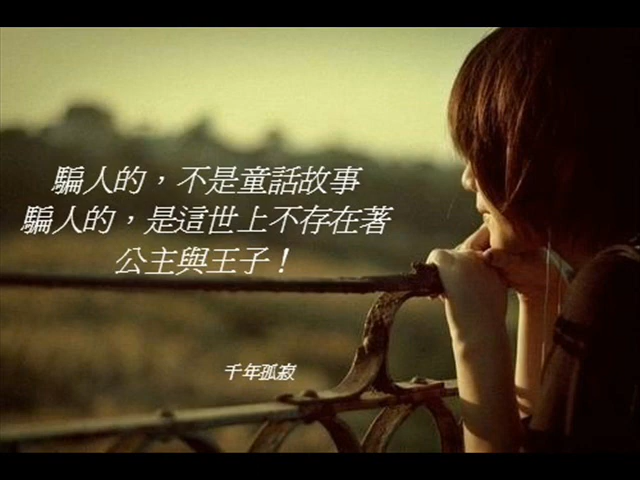 騙人的，不是童話故事
騙人的，是這世上不存在著
公主與王子！
千年孤寂